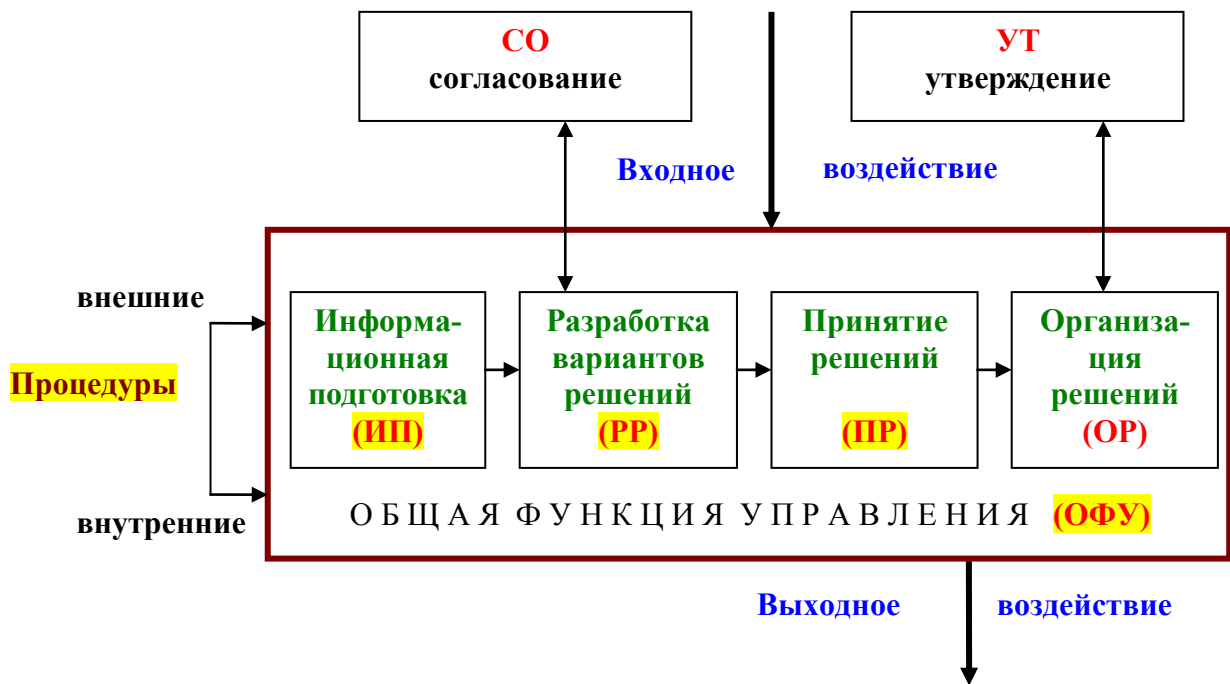 СО
согласование
УТ
утверждение
Входное воздействие
внешние
Процедуры
внутренние
Информа-
ционная
подготовка
(ИП)
Разработка
вариантов
решений
(РР)
Принятие
решений
(ПР)
Организа-
ция
решений
(ОР)
О Б Щ А Я Ф У Н К Ц И Я У П Р А В Л Е Н И Я (ОФУ)
Выходное воздействие